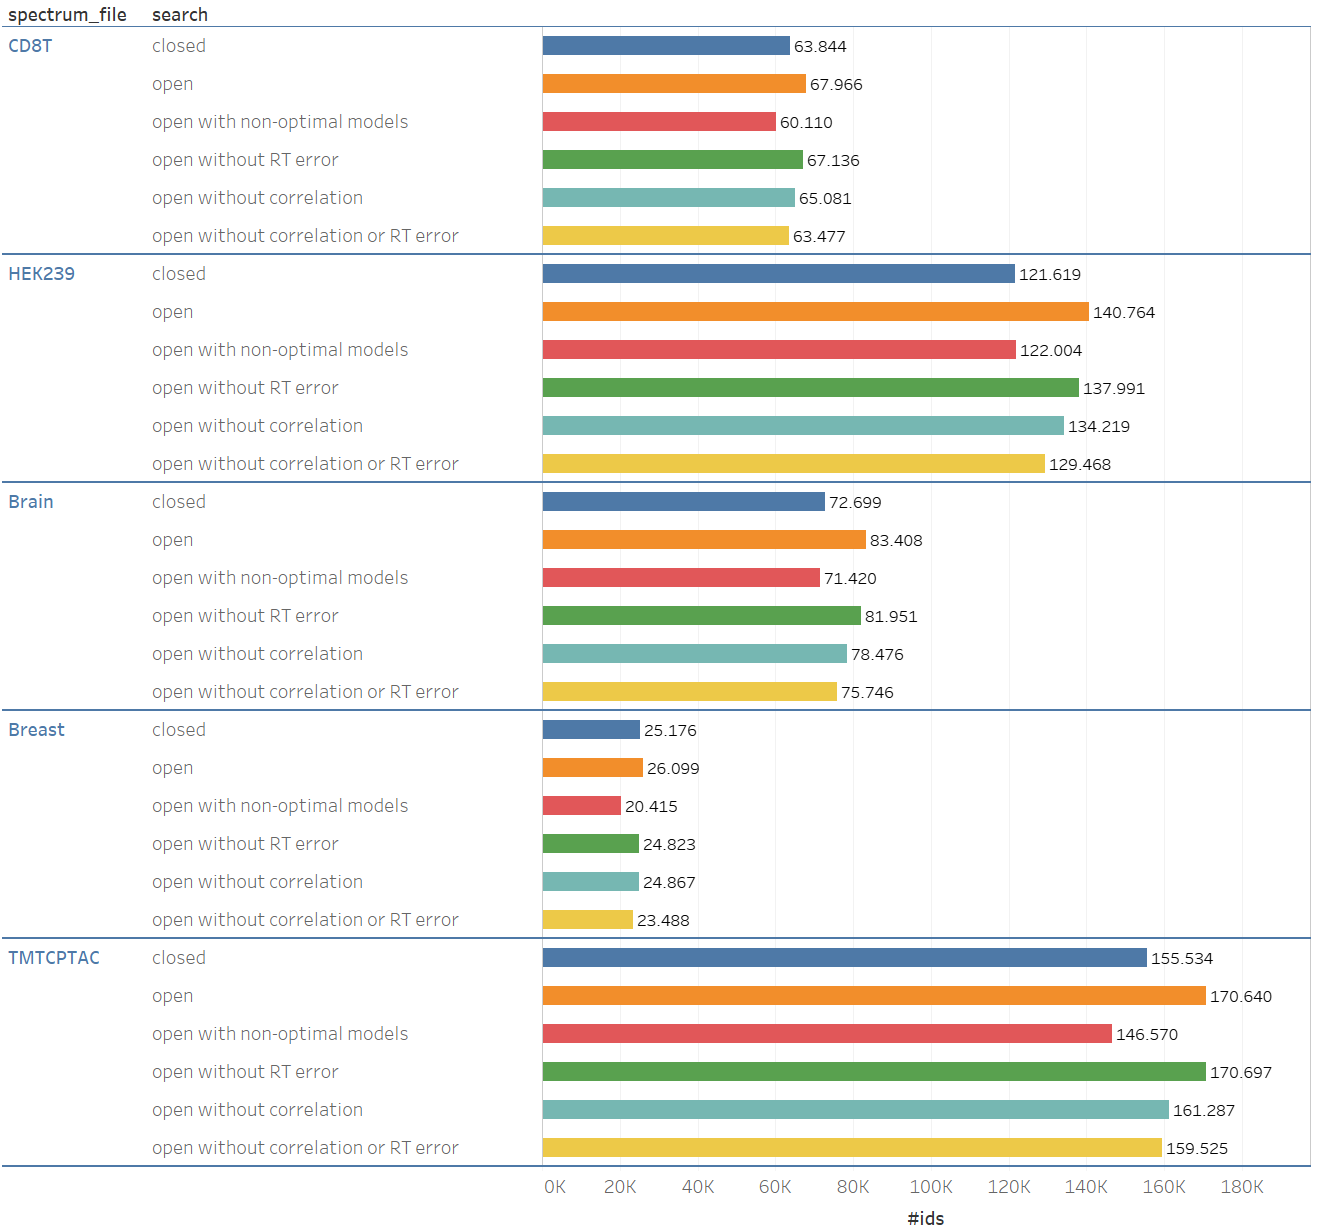 spectrum_file search
CD8T closed 63.844
open 67.966
open with non-optimal models 60.110
open without RT error 67.136
open without correlation 65.081
open without correlation or RT error 63.477
HEK239 closed 121.619
open 140.764
open with non-optimal models 122.004
open without RT error 137.991
open without correlation 134.219
open without correlation or RT error 129.468
Brain closed 72.699
open 83.408
open with non-optimal models 71.420
open without RT error 81.951
open without correlation 78.476
open without correlation or RT error 75.746
Breast closed 25.176
open 26.099
open with non-optimal models 20.415
open without RT error 24.823
open without correlation 24.867
open without correlation or RT error 23.488
TMTCPTAC closed 155.534
open 170.640
open with non-optimal models 146.570
open without RT error 170.697
open without correlation 161.287
open without correlation or RT error 159.525
0K 20K 40K 60K 80K 100K 120K 140K 160K 180K
#ids